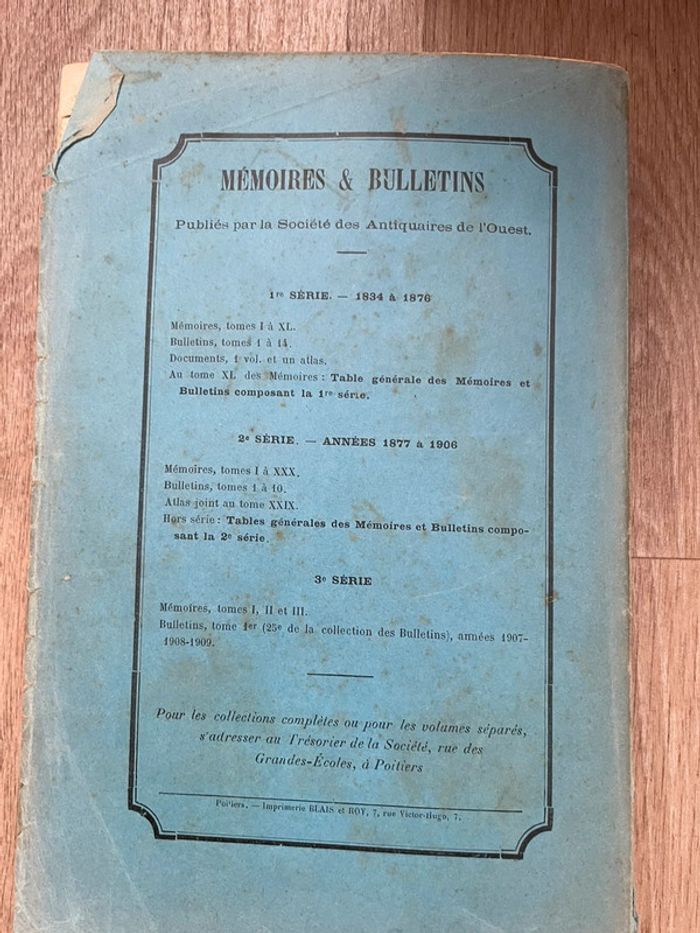 MÉMOIRES & BULLETINS
Publiés par la Société des Antiquaires de l'Ouest.
1re SÉRIE. — 1834 à 1876
Mémoires, tomes I à XL.
Bulletins, tomes 1 à 14.
Documents, 1 vol. et un atlas.
Au tome XL des Mémoires : Table générale des Mémoires et
Bulletins composant la 1re série.
2e SÉRIE. — ANNÉES 1877 à 1906
Mémoires, tomes I à XXX.
Bulletins, tomes 1 à 10.
Atlas joint au tome XXIX.
Hors série : Tables générales des Mémoires et Bulletins compo-
sant la 2e série.
3e SÉRIE
Mémoires, tomes I, II et III.
Bulletins, tome 1er (25e de la collection des Bulletins), années 1907-
1908-1909.
Pour les collections complètes ou pour les volumes séparés,
s'adresser au Trésorier de la Société, rue des
Grandes-Écoles, à Poitiers
Poitiers. — Imprimerie BLAIS et ROY, 7, rue Victor-Hugo, 7.